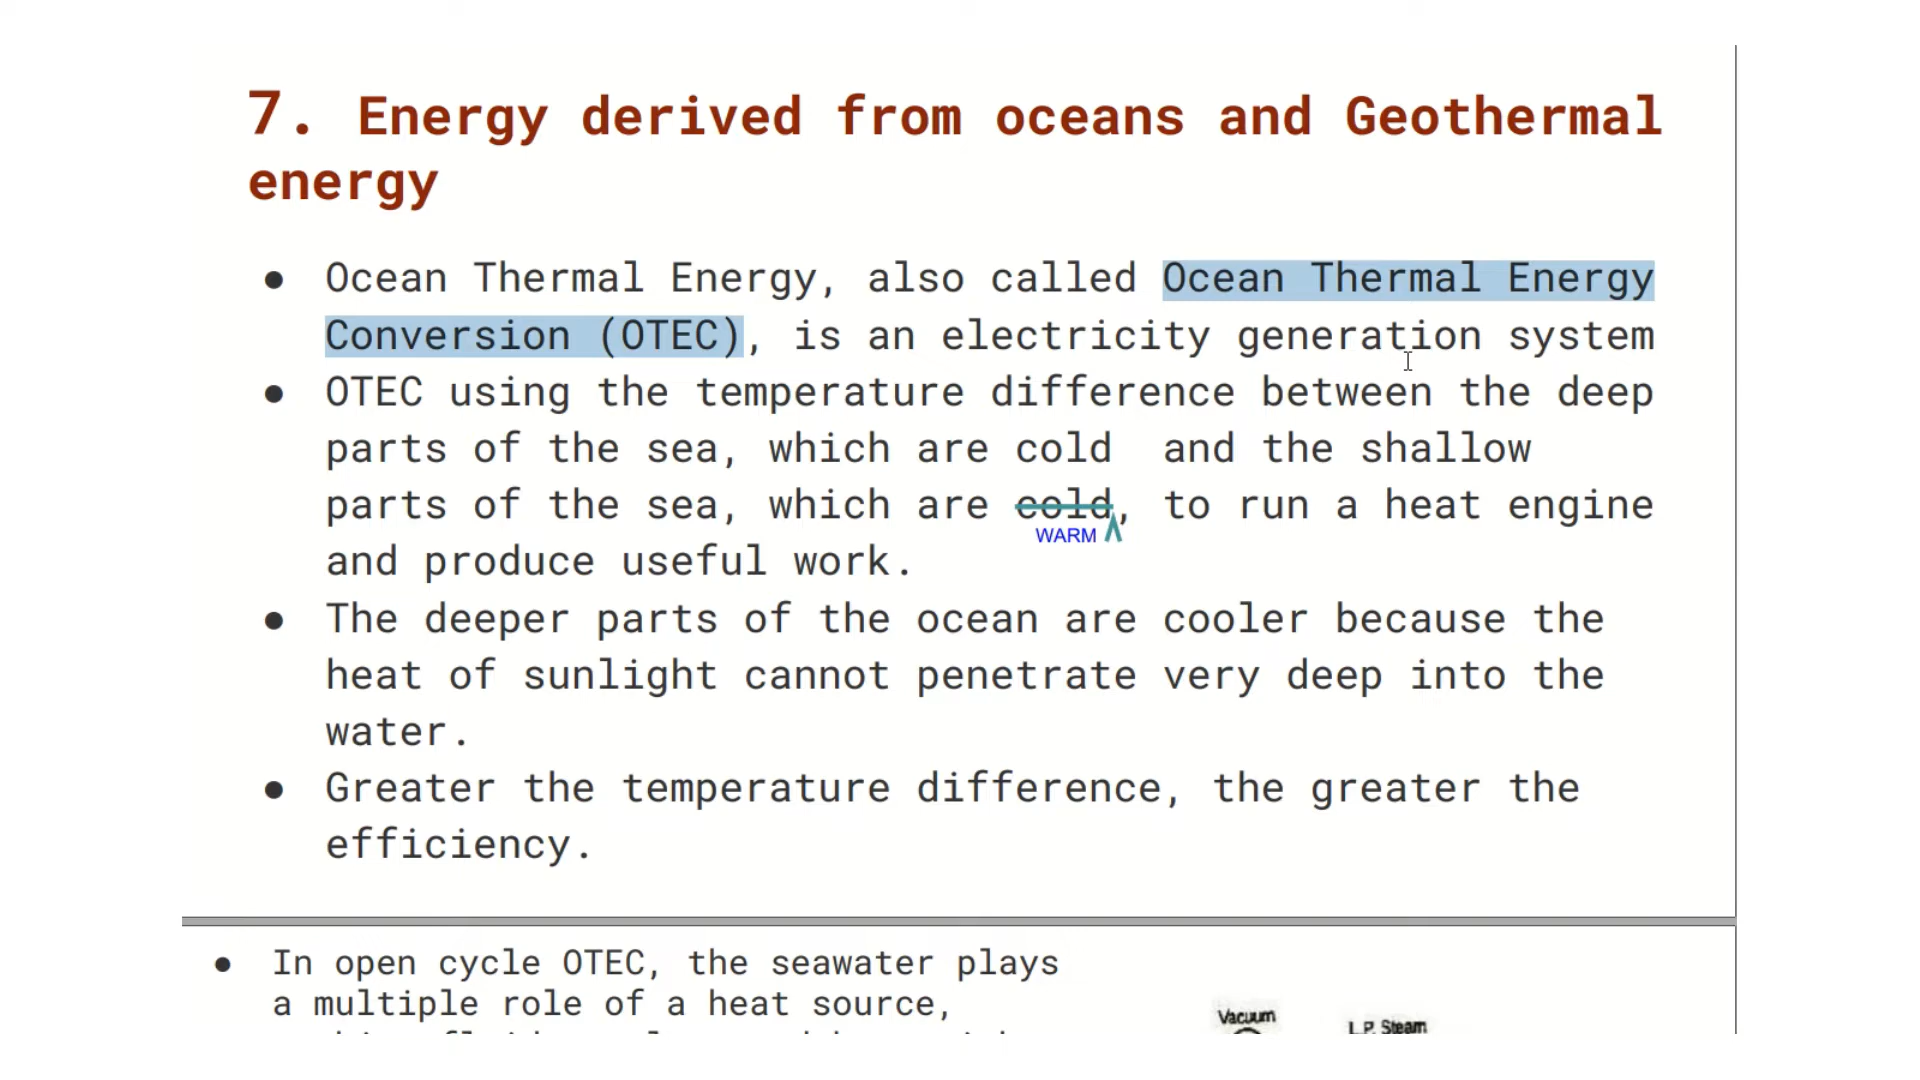 7. Energy derived from oceans and Geothermal
energy
● Ocean Thermal Energy, also called Ocean Thermal Energy
Conversion (OTEC), is an electricity generation system
● OTEC using the temperature difference between the deep
parts of the sea, which are cold and the shallow
parts of the sea, which are cold, to run a heat engine
WARM
and produce useful work.
● The deeper parts of the ocean are cooler because the
heat of sunlight cannot penetrate very deep into the
water.
● Greater the temperature difference, the greater the
efficiency.
● In open cycle OTEC, the seawater plays
a multiple role of a heat source,
Vacuum
L.P. Steam